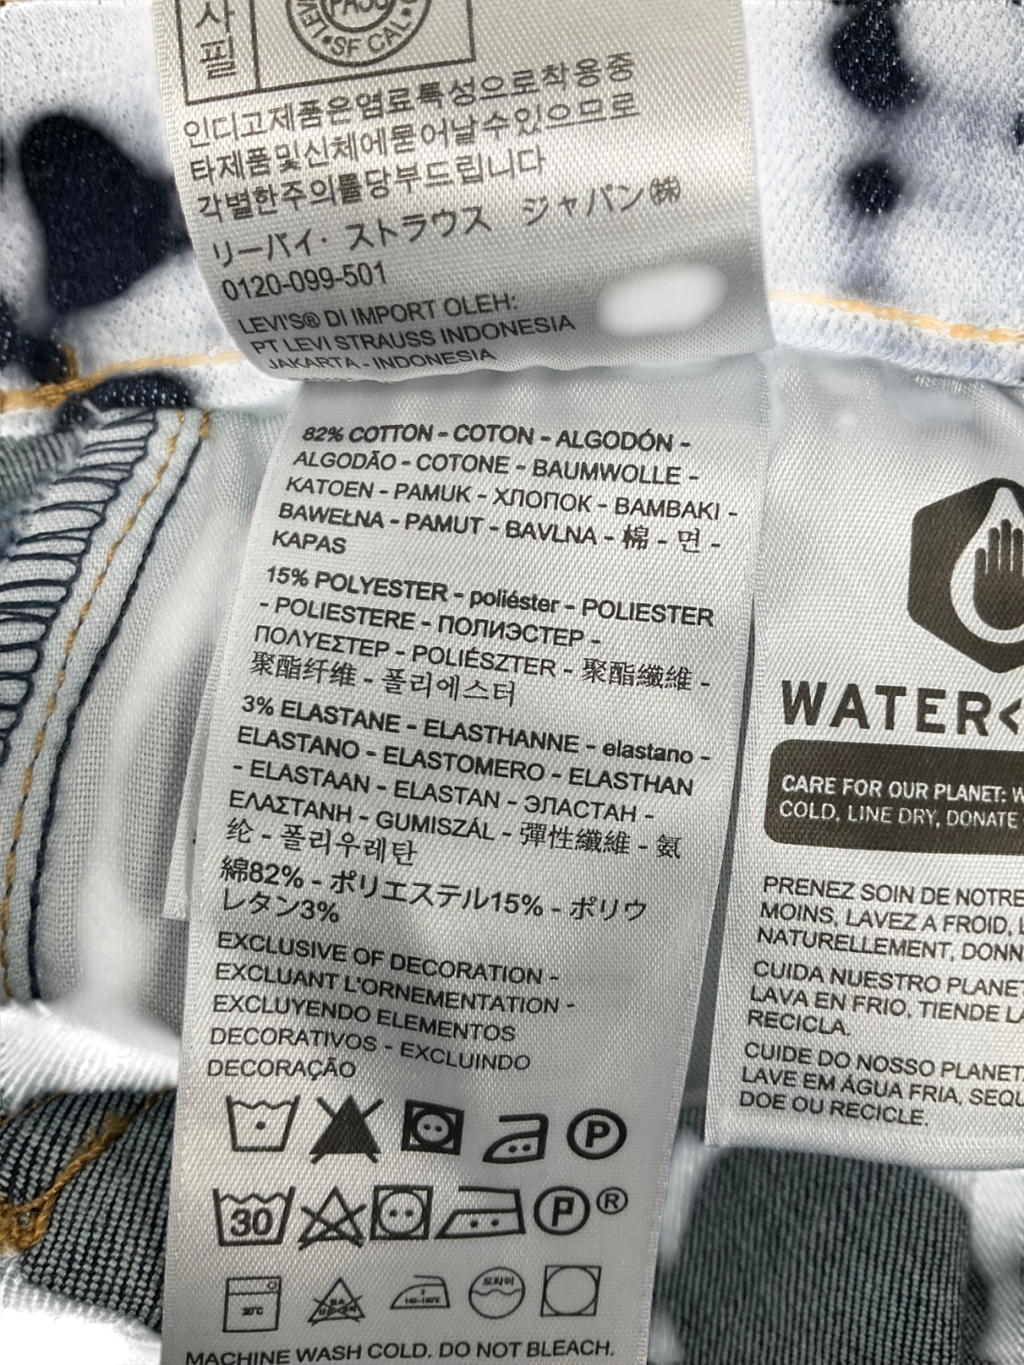 사
필
SF CAL
인디고제품은염료특성으로착용중
타제품및신체에묻어날수있으므로
각별한주의를당부드립니다
リーバイ・ストラウス ジャパン㈱
0120-099-501
LEVI'S® DI IMPORT OLEH:
PT LEVI STRAUSS INDONESIA
JAKARTA - INDONESIA
82% COTTON - COTON - ALGODÓN -
ALGODÃO - COTONE - BAUMWOLLE -
KATOEN - PAMUK - ХЛОПОК - BAMBAKI -
BAWEŁNA - PAMUT - BAVLNA - 棉 - 면 -
KAPAS
15% POLYESTER - poliéster - POLIESTER
- POLIESTERE - ПОЛИЭСТЕР -
ΠΟΛΥΕΣΤΕΡ - POLIÉSZTER - 聚酯纖維 -
聚酯纤维 - 폴리에스터
3% ELASTANE - ELASTHANNE - elastano -
ELASTANO - ELASTOMERO - ELASTHAN
- ELASTAAN - ELASTAN - ЭЛАСТАН -
ΕΛΑΣΤΑΝΗ - GUMISZÁL - 彈性纖維 - 氨
纶 - 폴리우레탄
綿82% - ポリエステル15% - ポリウ
レタン3%
EXCLUSIVE OF DECORATION -
EXCLUANT L'ORNEMENTATION -
EXCLUYENDO ELEMENTOS
DECORATIVOS - EXCLUINDO
DECORAÇÃO
P
30 P ®
30°C 140~160°C 드라이
MACHINE WASH COLD. DO NOT BLEACH.
WATER<
CARE FOR OUR PLANET: W
COLD, LINE DRY, DONATE
PRENEZ SOIN DE NOTRE
MOINS, LAVEZ A FROID, L
NATURELLEMENT, DONN
CUIDA NUESTRO PLANET
LAVA EN FRIO, TIENDE LA
RECICLA.
CUIDE DO NOSSO PLANET
LAVE EM ÁGUA FRIA, SEQU
DOE OU RECICLE.